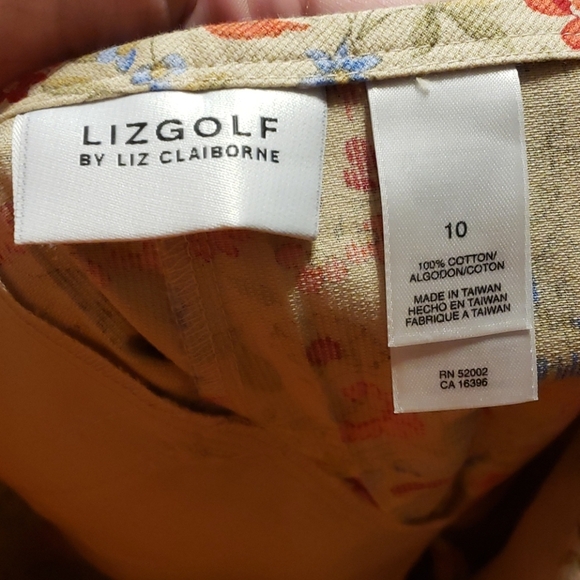 LIZGOLF
BY LIZ CLAIBORNE
10
100% COTTON/
ALGODON/COTON
MADE IN TAIWAN
HECHO EN TAIWAN
FABRIQUE A TAIWAN
RN 52002
CA 16396